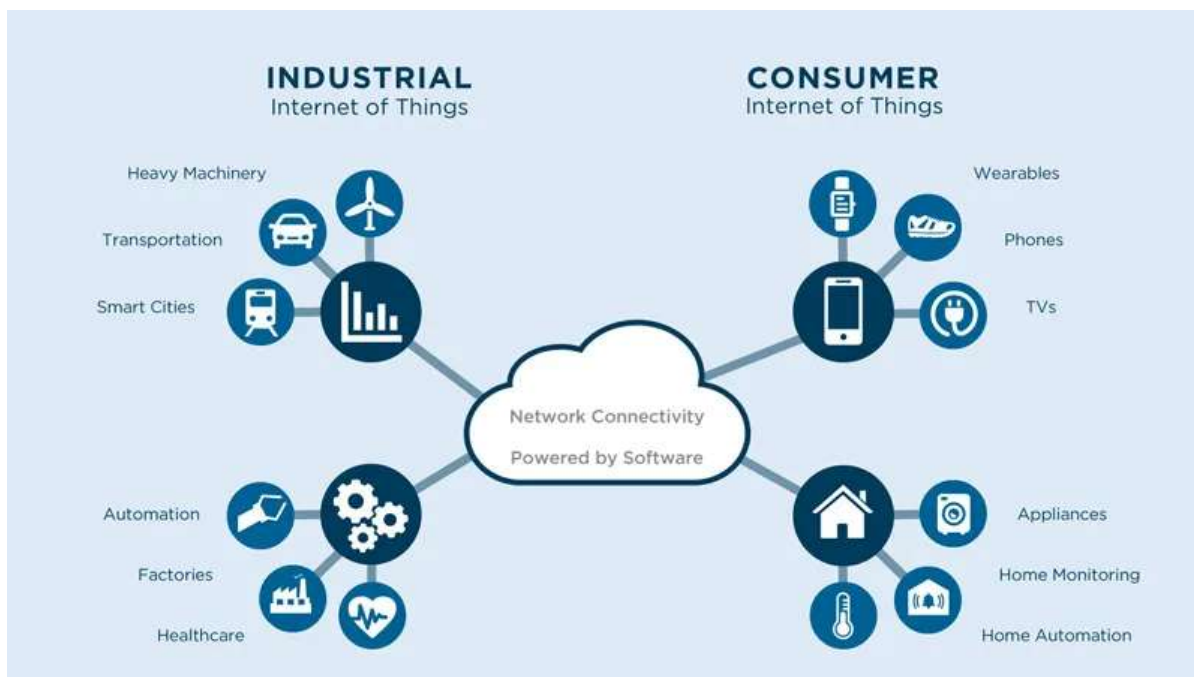 INDUSTRIAL
Internet of Things
CONSUMER
Internet of Things
Heavy Machinery
Transportation
Smart Cities
Wearables
Phones
TVs
Network Connectivity
Powered by Software
Automation
Factories
Healthcare
Appliances
Home Monitoring
Home Automation